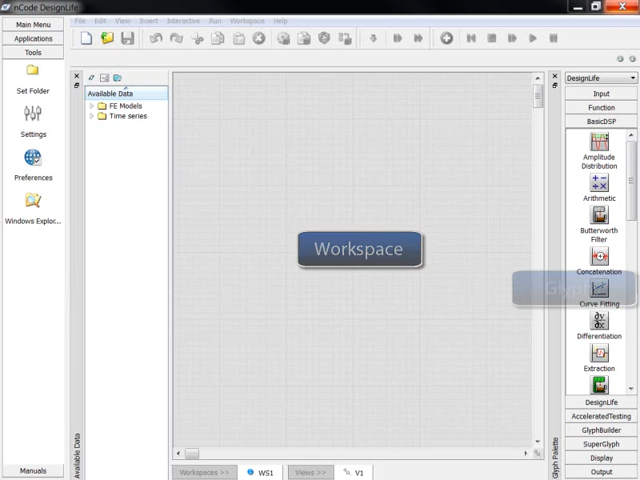 nCode DesignLife
File Edit View Insert Interactive Run Workspace Help
Main Menu
Applications
Tools
Set Folder
Settings
Preferences
Windows Explor...
Manuals
Available Data
FE Models
Time series
Available Data
Workspace
Workspaces >>
WS1
Views >>
V1
Glyph Palette
DesignLife
Input
Function
BasicDSP
Amplitude
Distribution
Arithmetic
Butterworth
Filter
Concatenation
Curve Fitting
Differentiation
Extraction
DesignLife
AcceleratedTesting
GlyphBuilder
SuperGlyph
Display
Output